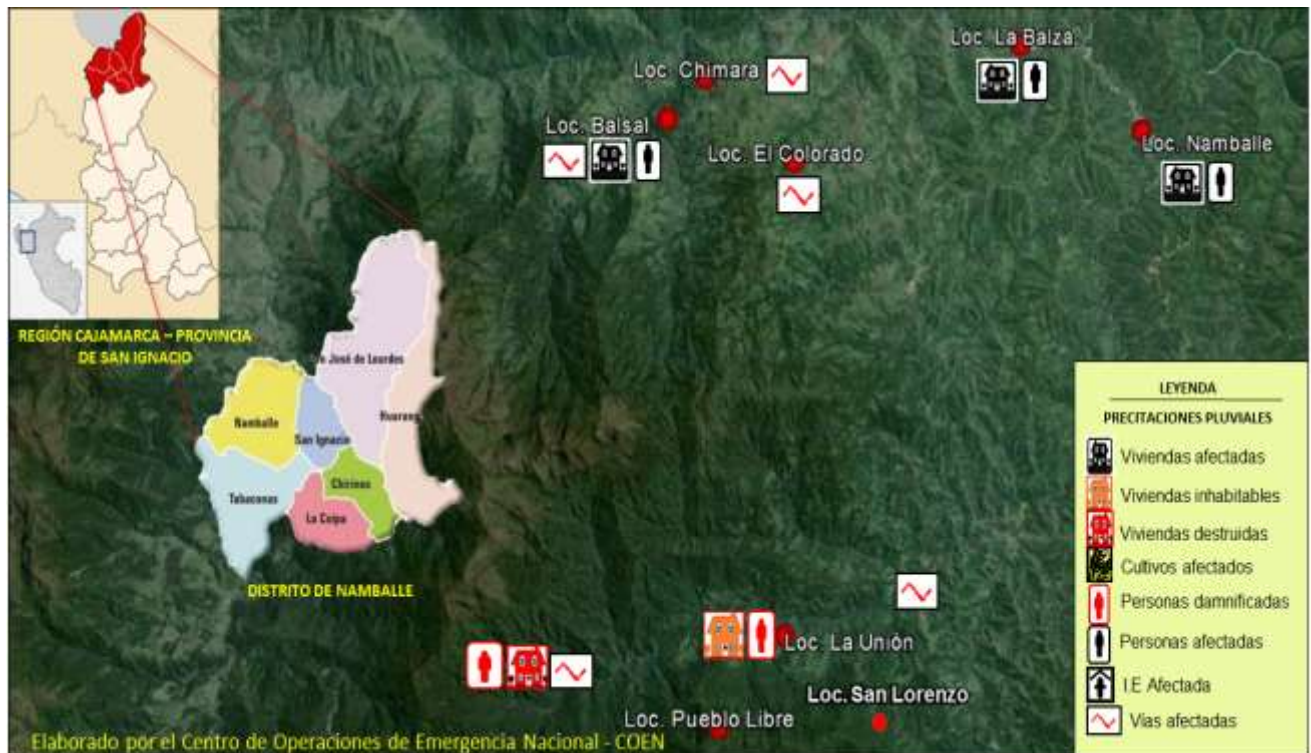 Loc. La Balza.
Loc. Chimara
Loc. Balsal
Loc. El Colorado.
Loc. Namballe
REGIÓN CAJAMARCA – PROVINCIA
DE SAN IGNACIO
José de Lourdes
Namballe
San Ignacio
Huarango
Chirinos
Tabaconas
La Coipa
DISTRITO DE NAMBALLE
LEYENDA
PRECITACIONES PLUVIALES
Viviendas afectadas
Viviendas inhabitables
Viviendas destruidas
Cultivos afectados
Personas damnificadas
Personas afectadas
I.E Afectada
Vías afectadas
Loc. La Unión
Loc. San Lorenzo
Loc. Pueblo Libre
Elaborado por el Centro de Operaciones de Emergencia Nacional - COEN